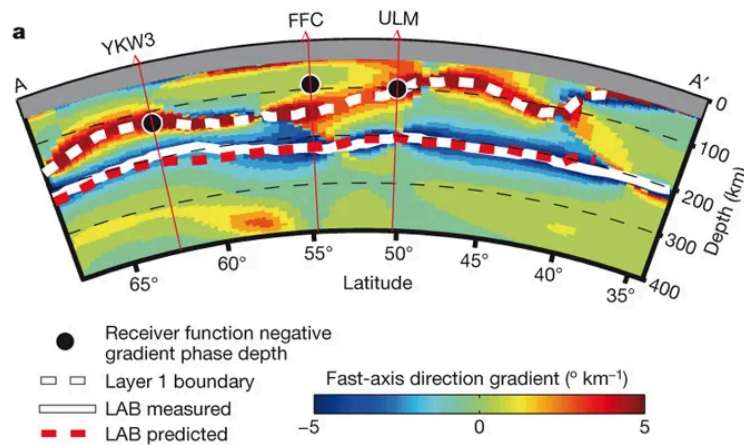 a
YKW3
FFC
ULM
A
A′
0
100
200
300
400
Depth (km)
65°
60°
55°
50°
45°
40°
35°
Latitude
Receiver function negative
gradient phase depth
Layer 1 boundary
LAB measured
LAB predicted
Fast-axis direction gradient (° km⁻¹)
−5
0
5